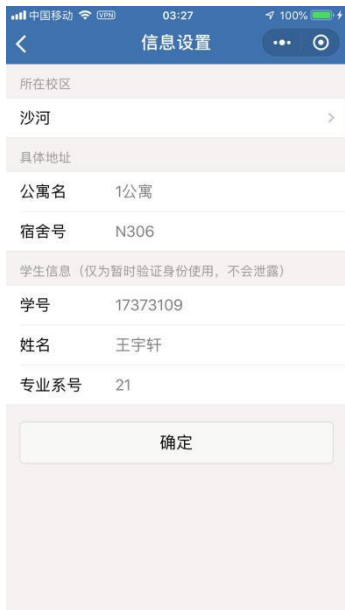 中国移动 VPN 03:27 100%
信息设置
所在校区
沙河
具体地址
公寓名 1公寓
宿舍号 N306
学生信息（仅为暂时验证身份使用，不会泄露）
学号 17373109
姓名 王宇轩
专业系号 21
确定